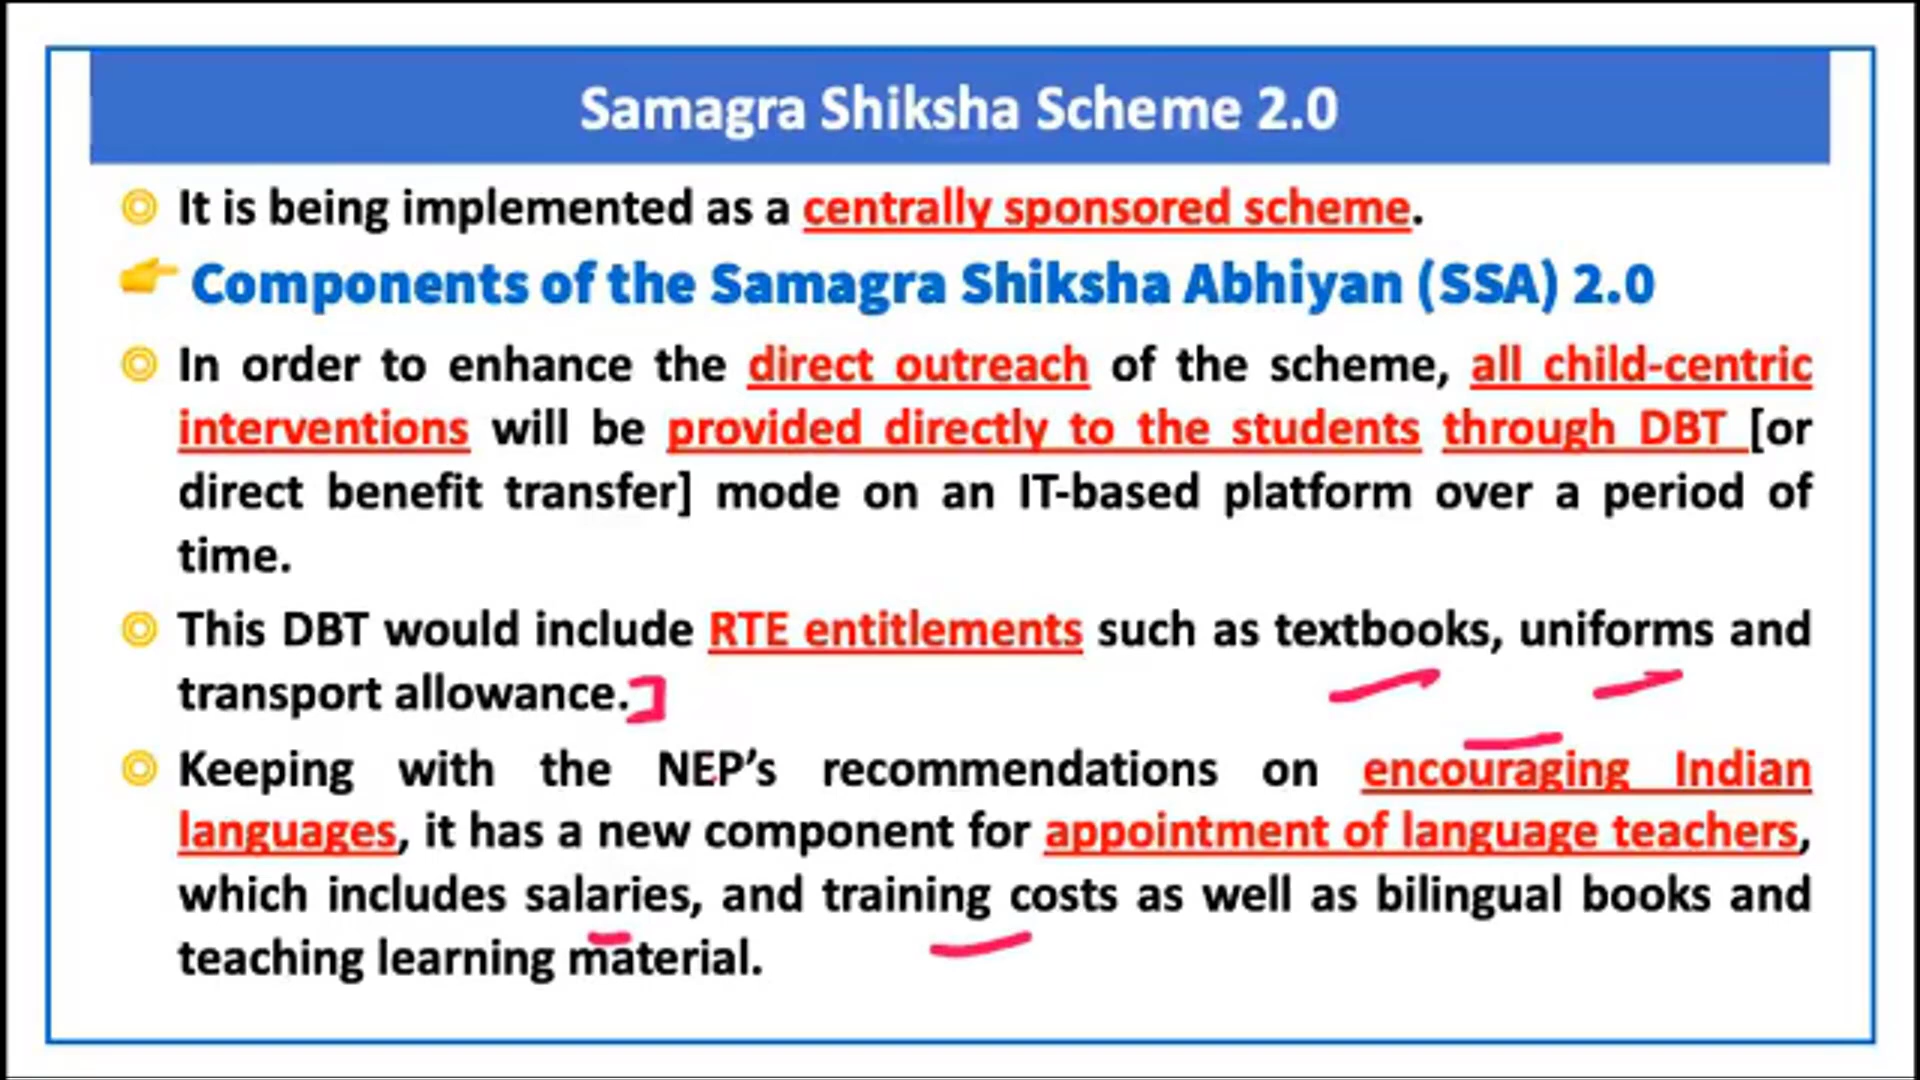 Samagra Shiksha Scheme 2.0
It is being implemented as a centrally sponsored scheme.
Components of the Samagra Shiksha Abhiyan (SSA) 2.0
In order to enhance the direct outreach of the scheme, all child-centric
interventions will be provided directly to the students through DBT [or
direct benefit transfer] mode on an IT-based platform over a period of
time.
This DBT would include RTE entitlements such as textbooks, uniforms and
transport allowance.
Keeping with the NEP’s recommendations on encouraging Indian
languages, it has a new component for appointment of language teachers,
which includes salaries, and training costs as well as bilingual books and
teaching learning material.